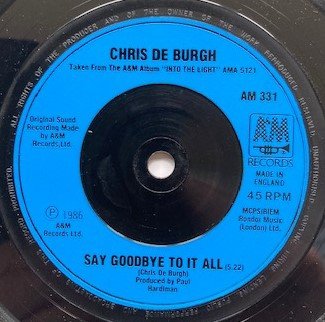 ALL RIGHTS OF THE PRODUCER AND OF THE OWNER OF THE WORK REPRODUCED RESERVED.
CHRIS DE BURGH
Taken From The A&M Album "INTO THE LIGHT" AMA 5121
AM 331
Original Sound
Recording Made
by A&M
Records Ltd.
A&M
RECORDS
MADE IN
ENGLAND
45 RPM
℗ 1986
A&M
Records Ltd.
MCPS/BIEM
Rondor Music
(London) Ltd.
SAY GOODBYE TO IT ALL (5.22)
(Chris De Burgh)
Produced by Paul
Hardiman